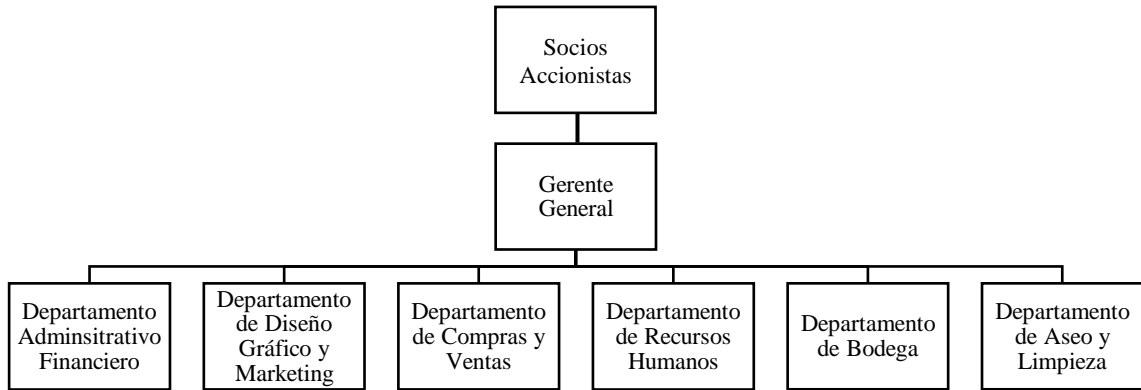 Socios
Accionistas
Gerente
General
Departamento
Adminsitrativo
Financiero
Departamento
de Diseño
Gráfico y
Marketing
Departamento
de Compras y
Ventas
Departamento
de Recursos
Humanos
Departamento
de Bodega
Departamento
de Aseo y
Limpieza